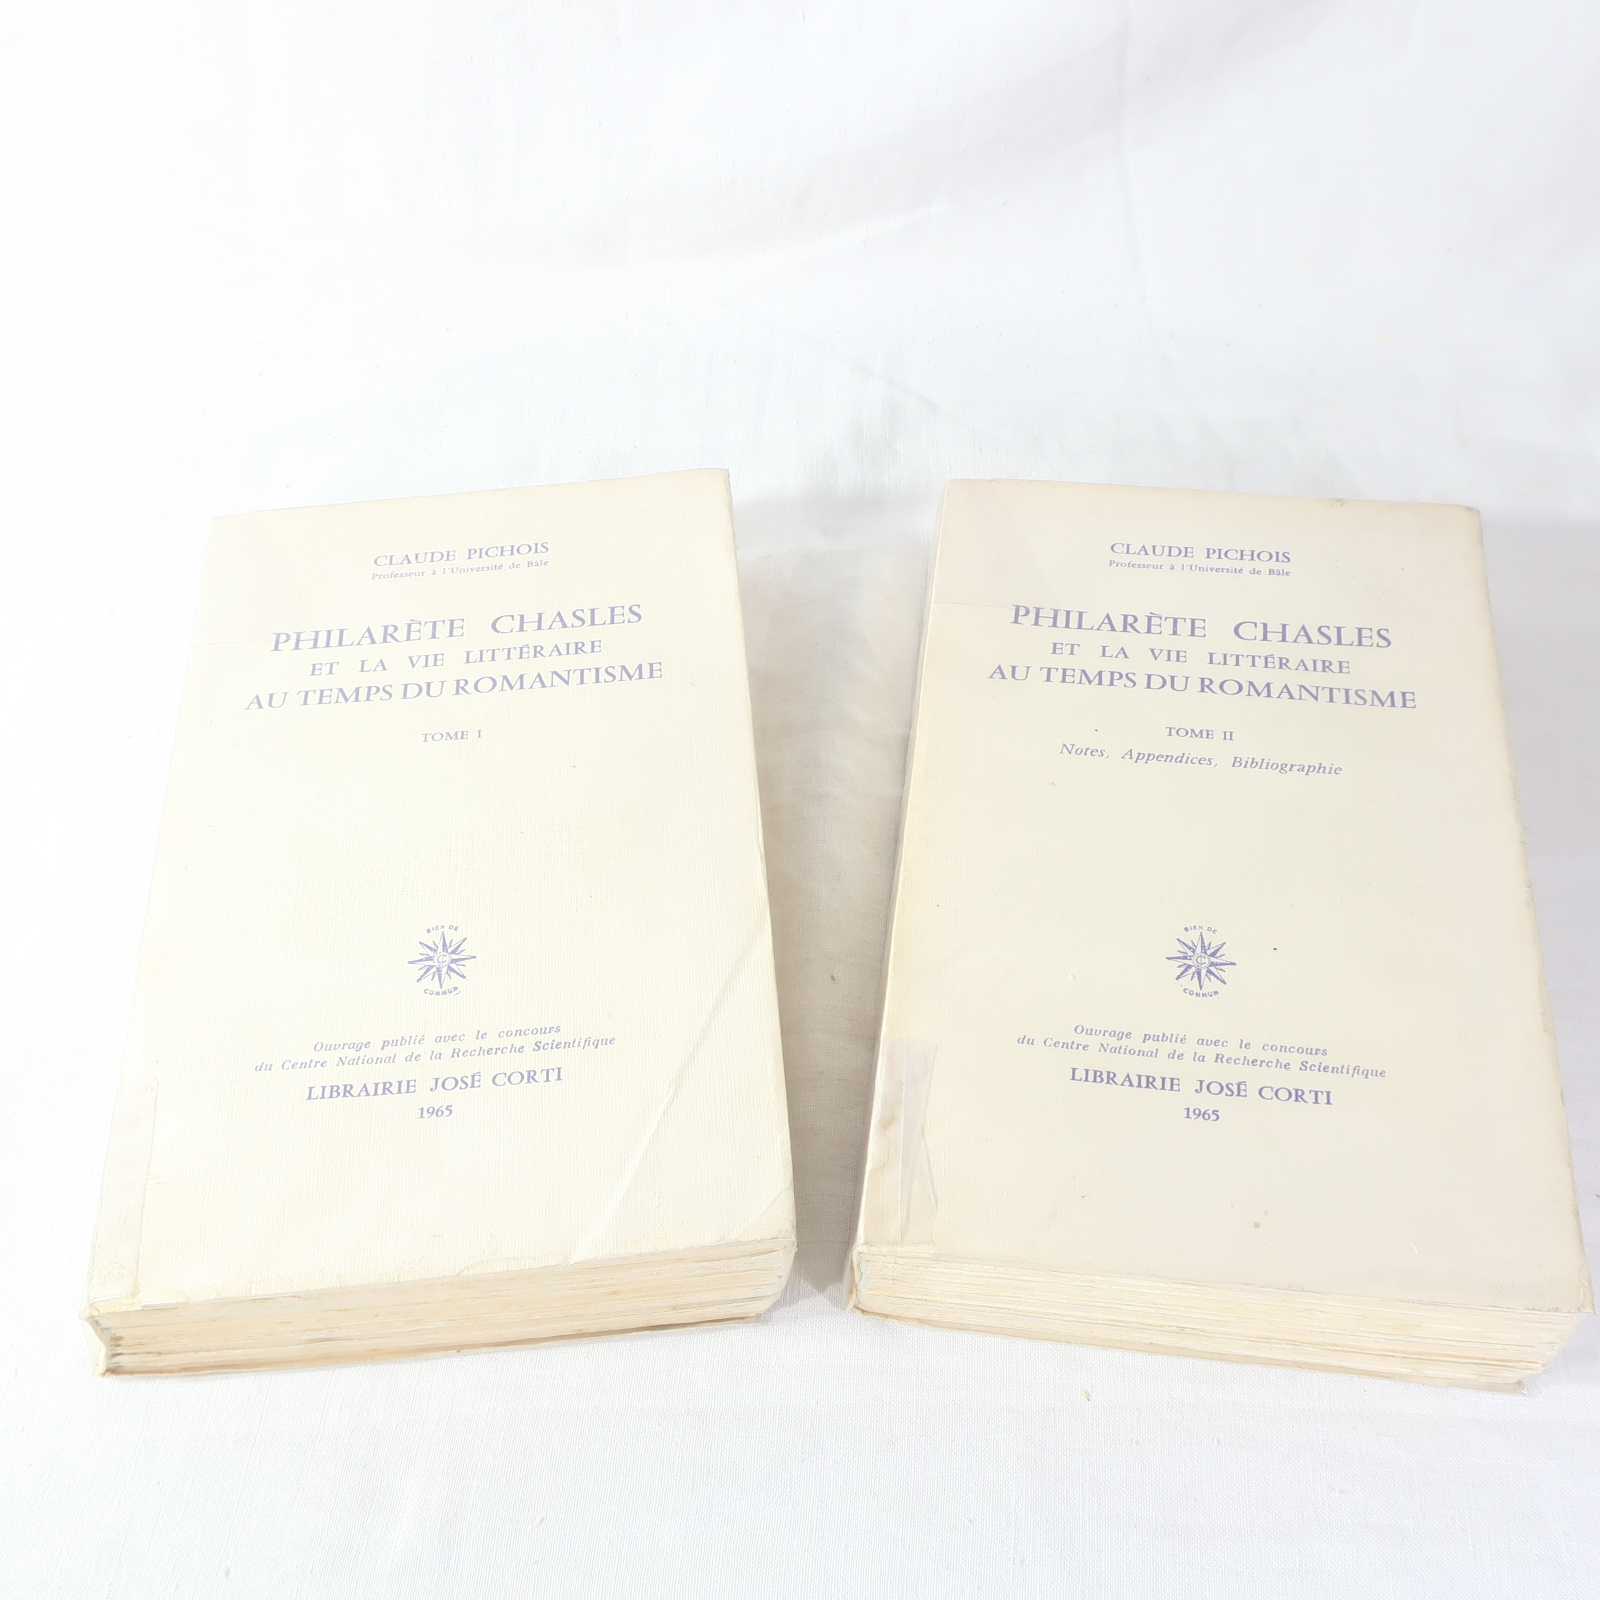 CLAUDE PICHOIS
Professeur à l'Université de Bâle
PHILARÈTE CHASLES
ET LA VIE LITTÉRAIRE
AU TEMPS DU ROMANTISME
TOME I
RIEN DE
COMMUN
Ouvrage publié avec le concours
du Centre National de la Recherche Scientifique
LIBRAIRIE JOSÉ CORTI
1965
CLAUDE PICHOIS
Professeur à l'Université de Bâle
PHILARÈTE CHASLES
ET LA VIE LITTÉRAIRE
AU TEMPS DU ROMANTISME
TOME II
Notes, Appendices, Bibliographie
RIEN DE
COMMUN
Ouvrage publié avec le concours
du Centre National de la Recherche Scientifique
LIBRAIRIE JOSÉ CORTI
1965